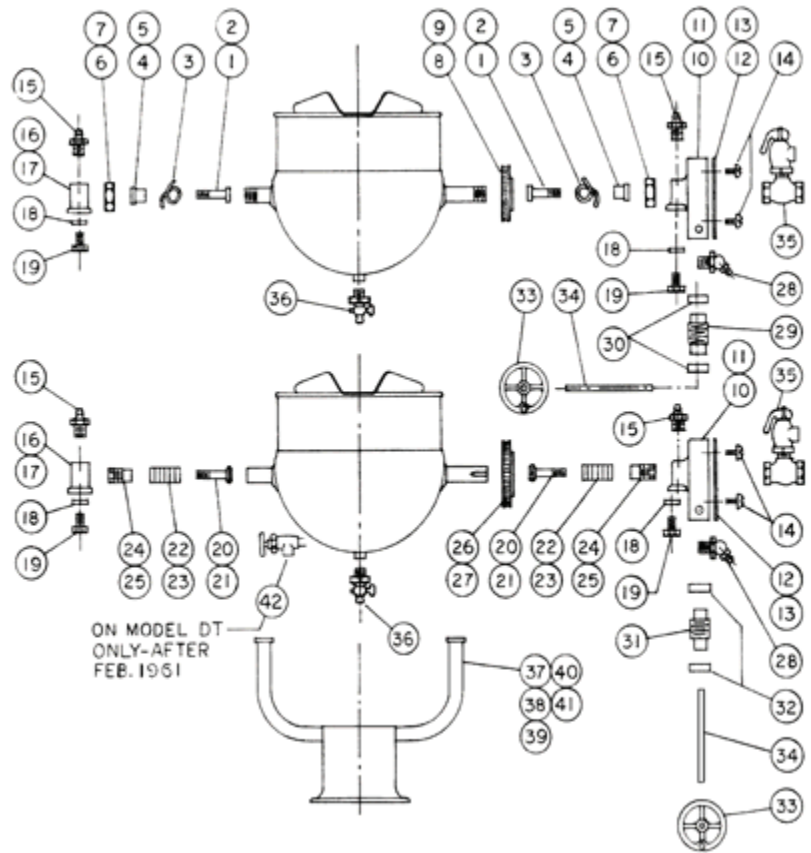 7 5 2 9 2 5 7 11 13
6 4 3 1 8 1 3 4 6 15 10 12 14
15
16
17
18
19
35
18
36 33 34 19 28
30 29
11
15 10 35
15
16
17
18 14
19 24 22 20 26 20 22 24 18 12
25 23 21 27 21 23 25 19 13
42 36 31 28
ON MODEL DT
ONLY-AFTER
FEB. 1961
37 40
38 41 32
39
34
33